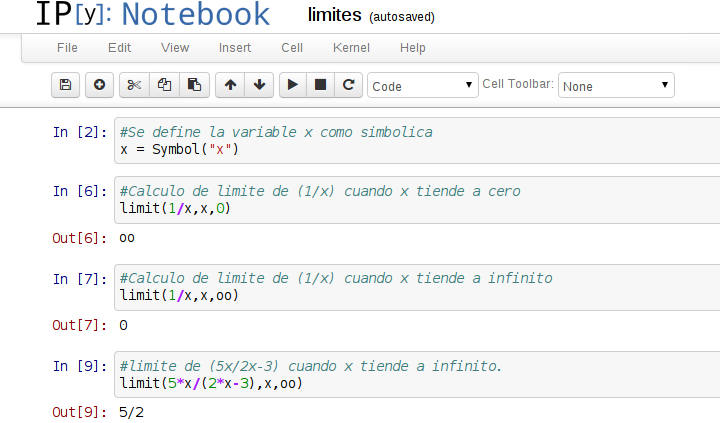 IP[y]: Notebook limites (autosaved)
File Edit View Insert Cell Kernel Help
Code Cell Toolbar: None
In [2]: #Se define la variable x como simbolica
x = Symbol("x")
In [6]: #Calculo de limite de (1/x) cuando x tiende a cero
limit(1/x,x,0)
Out[6]: oo
In [7]: #Calculo de limite de (1/x) cuando x tiende a infinito
limit(1/x,x,oo)
Out[7]: 0
In [9]: #limite de (5x/2x-3) cuando x tiende a infinito.
limit(5*x/(2*x-3),x,oo)
Out[9]: 5/2